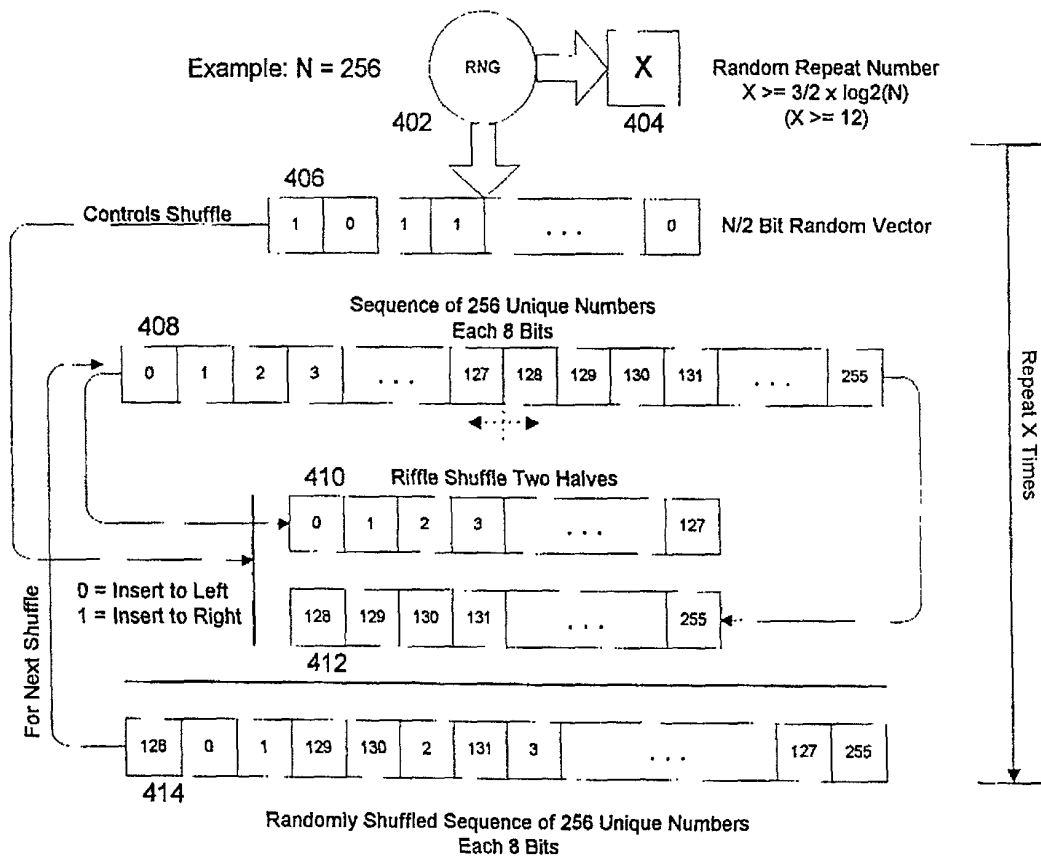 Example: N = 256
RNG
X
Random Repeat Number
X >= 3/2 x log2(N)
(X >= 12)
402
404
406
Controls Shuffle
1 0 1 1 . . . 0
N/2 Bit Random Vector
Sequence of 256 Unique Numbers
Each 8 Bits
408
0 1 2 3 . . . 127 128 129 130 131 . . . 255
Repeat X Times
410
Riffle Shuffle Two Halves
0 1 2 3 . . . 127
0 = Insert to Left
1 = Insert to Right
128 129 130 131 . . . 255
412
For Next Shuffle
128 0 1 129 130 2 131 3 . . . 127 255
414
Randomly Shuffled Sequence of 256 Unique Numbers
Each 8 Bits